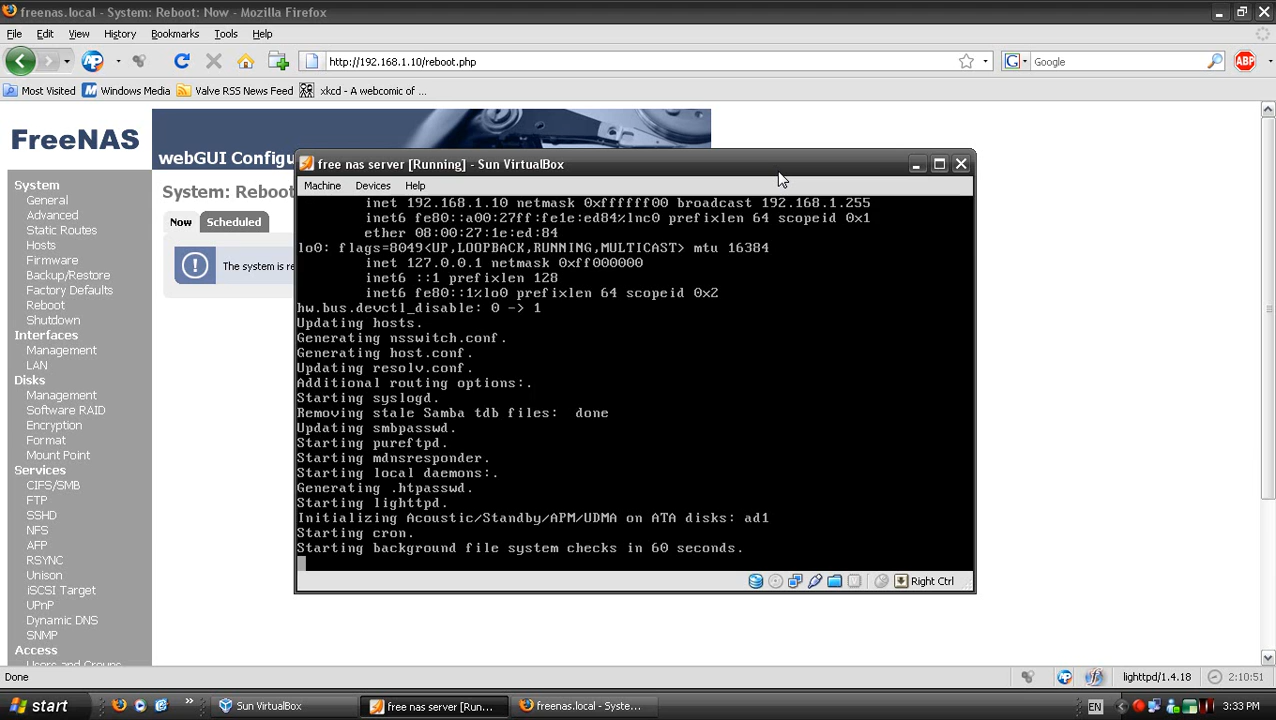 freenas.local - System: Reboot: Now - Mozilla Firefox
File Edit View History Bookmarks Tools Help
http://192.168.1.10/reboot.php
Google
ABP
Most Visited Windows Media Valve RSS News Feed xkcd - A webcomic of ...
FreeNAS
webGUI Configu
System
General
Advanced
Static Routes
Hosts
Firmware
Backup/Restore
Factory Defaults
Reboot
Shutdown
Interfaces
Management
LAN
Disks
Management
Software RAID
Encryption
Format
Mount Point
Services
CIFS/SMB
FTP
SSHD
NFS
AFP
RSYNC
Unison
iSCSI Target
UPnP
Dynamic DNS
SNMP
Access
Users and Groups
System: Reboot
Now Scheduled
The system is re
free nas server [Running] - Sun VirtualBox
Machine Devices Help
inet 192.168.1.10 netmask 0xffffff00 broadcast 192.168.1.255
inet6 fe80::a00:27ff:fe1e:ed84%lnc0 prefixlen 64 scopeid 0x1
ether 08:00:27:1e:ed:84
lo0: flags=8049<UP,LOOPBACK,RUNNING,MULTICAST> mtu 16384
inet 127.0.0.1 netmask 0xff000000
inet6 ::1 prefixlen 128
inet6 fe80::1%lo0 prefixlen 64 scopeid 0x2
hw.bus.devctl_disable: 0 -> 1
Updating hosts.
Generating nsswitch.conf.
Generating host.conf.
Updating resolv.conf.
Additional routing options:.
Starting syslogd.
Removing stale Samba tdb files:  done
Updating smbpasswd.
Starting pureftpd.
Starting mdnsresponder.
Starting local daemons:.
Generating .htpasswd.
Starting lighttpd.
Initializing Acoustic/Standby/APM/UDMA on ATA disks: ad1
Starting cron.
Starting background file system checks in 60 seconds.
Right Ctrl
Done
lighttpd/1.4.18 2:10:51
start
Sun VirtualBox
free nas server [Run...
freenas.local - Syste...
EN
3:33 PM